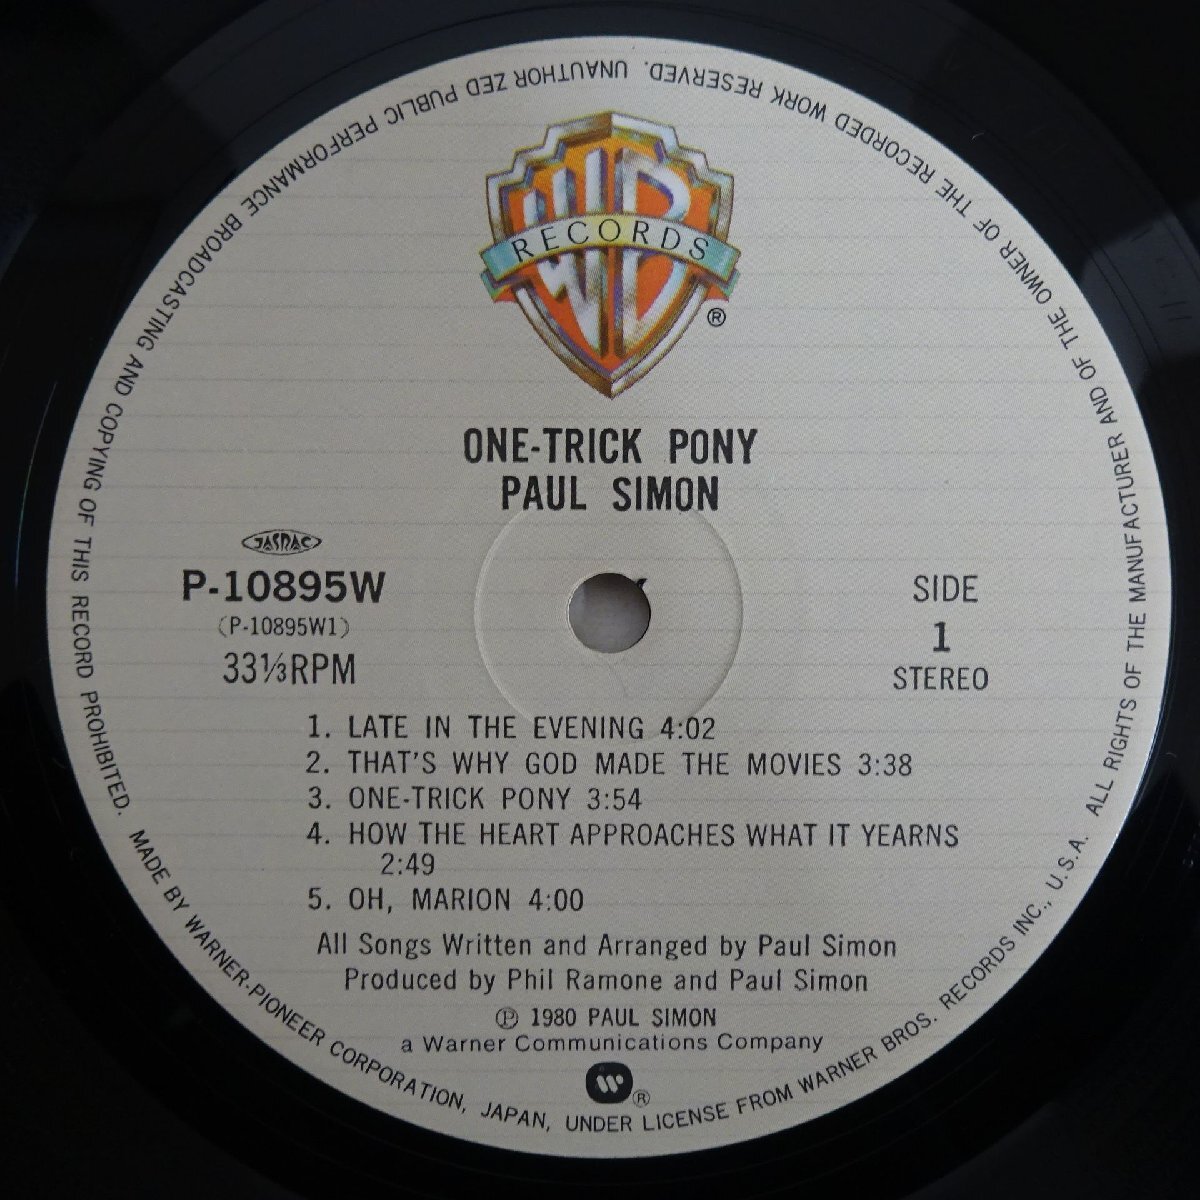 WB
RECORDS
®
ONE-TRICK PONY
PAUL SIMON
JASRAC
P-10895W
(P-10895W1)
33⅓RPM
SIDE
1
STEREO
1. LATE IN THE EVENING 4:02
2. THAT'S WHY GOD MADE THE MOVIES 3:38
3. ONE-TRICK PONY 3:54
4. HOW THE HEART APPROACHES WHAT IT YEARNS
2:49
5. OH, MARION 4:00
All Songs Written and Arranged by Paul Simon
Produced by Phil Ramone and Paul Simon
Ⓟ 1980 PAUL SIMON
a Warner Communications Company
W®
MADE BY WARNER-PIONEER CORPORATION, JAPAN, UNDER LICENSE FROM WARNER BROS. RECORDS INC., U.S.A. ALL RIGHTS OF THE MANUFACTURER AND OF THE OWNER OF THE RECORDED WORK RESERVED. UNAUTHOR ZED PUBLIC PERFORMANCE BROADCASTING AND COPYING OF THIS RECORD PROHIBITED.